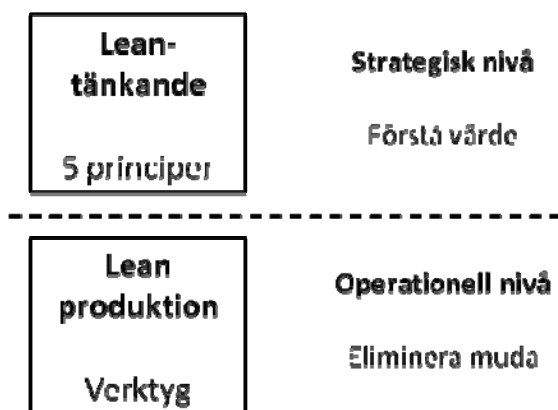 Lean-
tänkande
5 principer
Strategisk nivå
Förstå värde
Lean
produktion
Verktyg
Operationell nivå
Eliminera muda